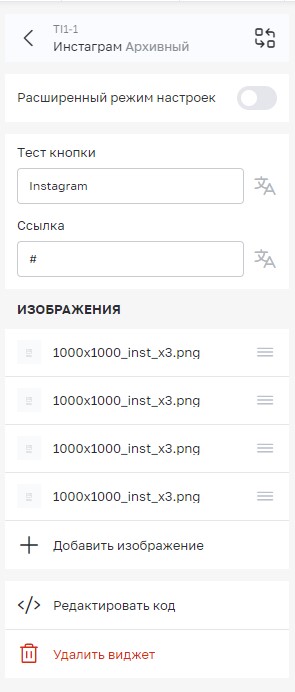 TI1-1
Инстаграм Архивный
Расширенный режим настроек
Тест кнопки
Instagram
Ссылка
#
ИЗОБРАЖЕНИЯ
1000x1000_inst_x3.png
1000x1000_inst_x3.png
1000x1000_inst_x3.png
1000x1000_inst_x3.png
Добавить изображение
Редактировать код
Удалить виджет